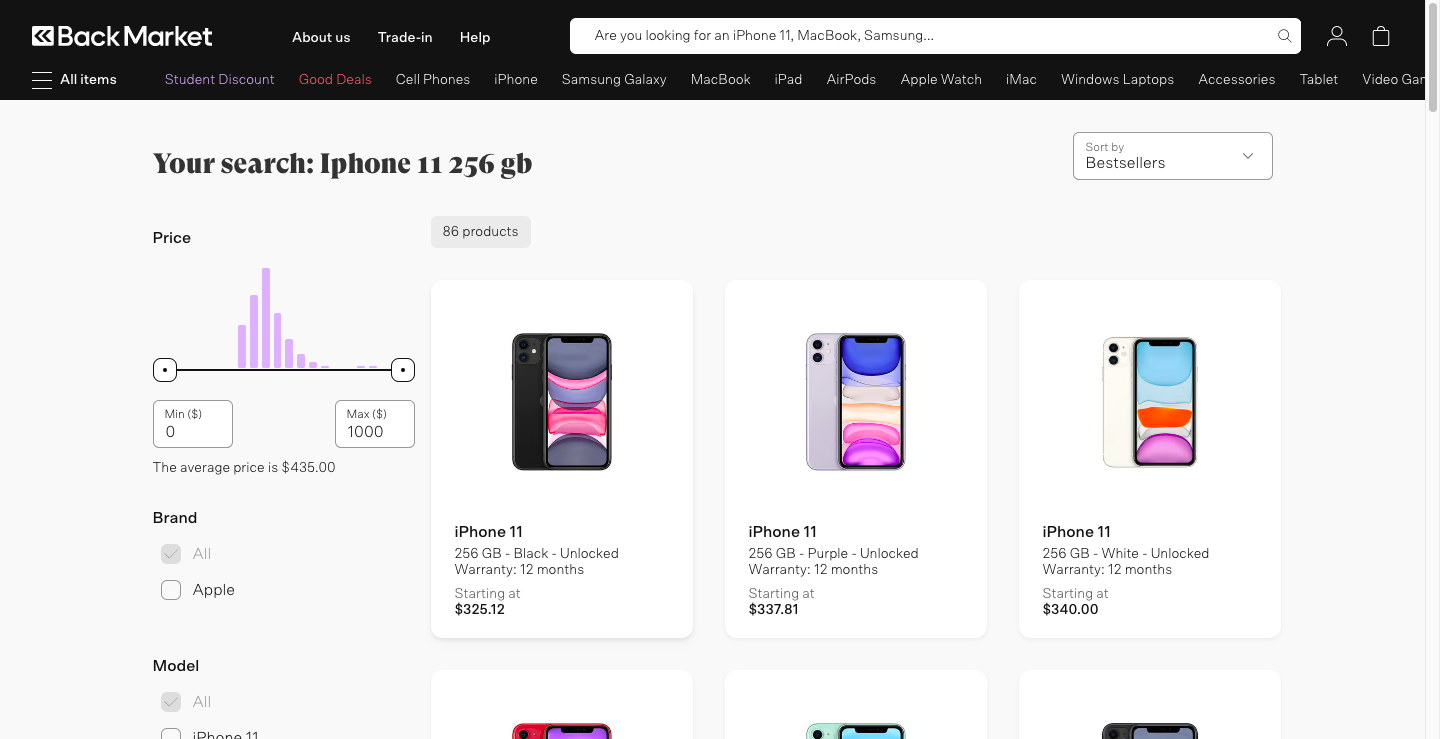 Back Market
About us
Trade-in
Help
Are you looking for an iPhone 11, MacBook, Samsung...
All items
Student Discount
Good Deals
Cell Phones
iPhone
Samsung Galaxy
MacBook
iPad
AirPods
Apple Watch
iMac
Windows Laptops
Accessories
Tablet
Video Gam
Your search: Iphone 11 256 gb
Sort by
Bestsellers
Price
86 products
Min ($)
0
Max ($)
1000
The average price is $435.00
Brand
All
Apple
Model
All
iPhone 11
iPhone 11
256 GB - Black - Unlocked
Warranty: 12 months
Starting at
$325.12
iPhone 11
256 GB - Purple - Unlocked
Warranty: 12 months
Starting at
$337.81
iPhone 11
256 GB - White - Unlocked
Warranty: 12 months
Starting at
$340.00